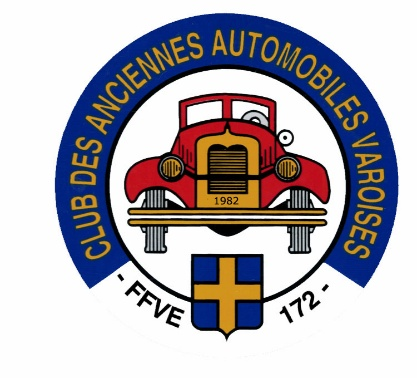 CLUB DES ANCIENNES AUTOMOBILES VAROISES
1982
- FFVE 172 -